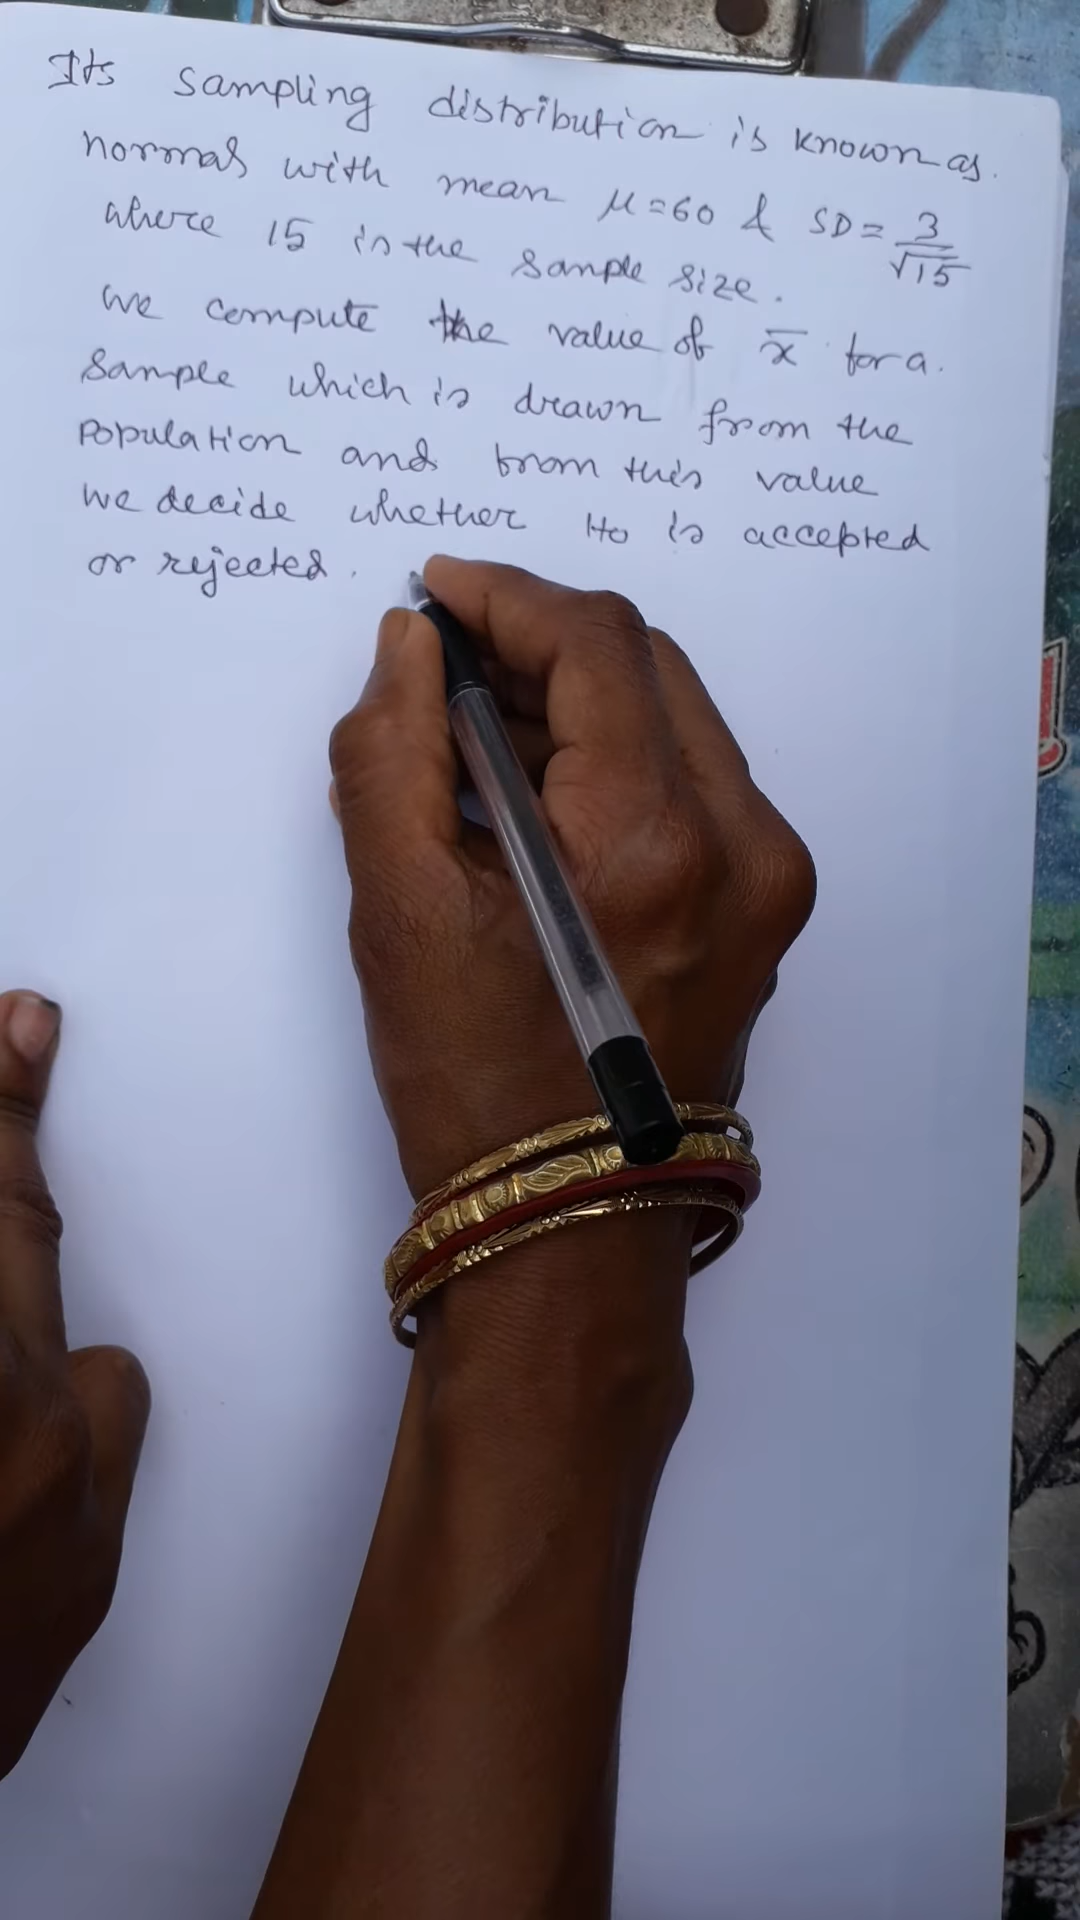 Its sampling distribution is known as.
normal with mean μ=60 & SD= 3/√15
where 15 is the sample size.
we compute the value of x̄ for a.
sample which is drawn from the
population and from this value
we decide whether Ho is accepted
or rejected.